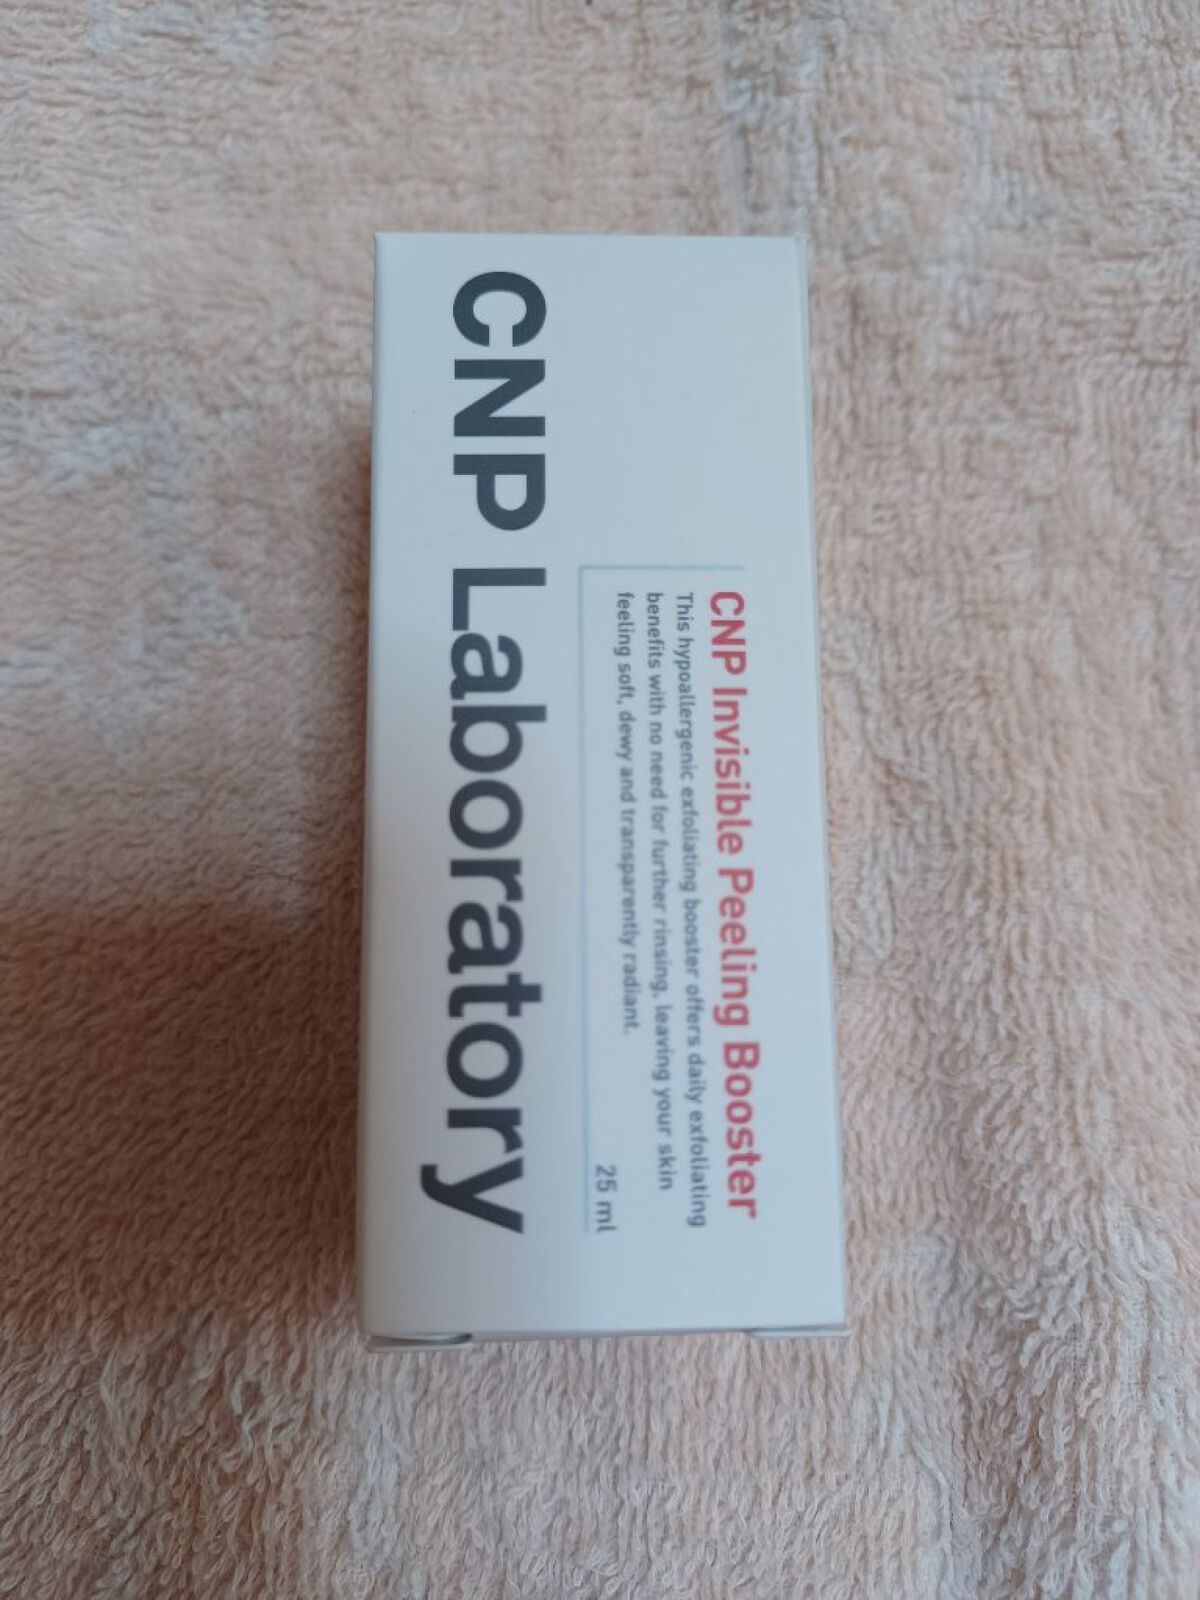 CNP Invisible Peeling Booster
This hypoallergenic exfoliating booster offers daily exfoliating
benefits with no need for further rinsing, leaving your skin
feeling soft, dewy and transparently radiant.
25 ml
CNP Laboratory